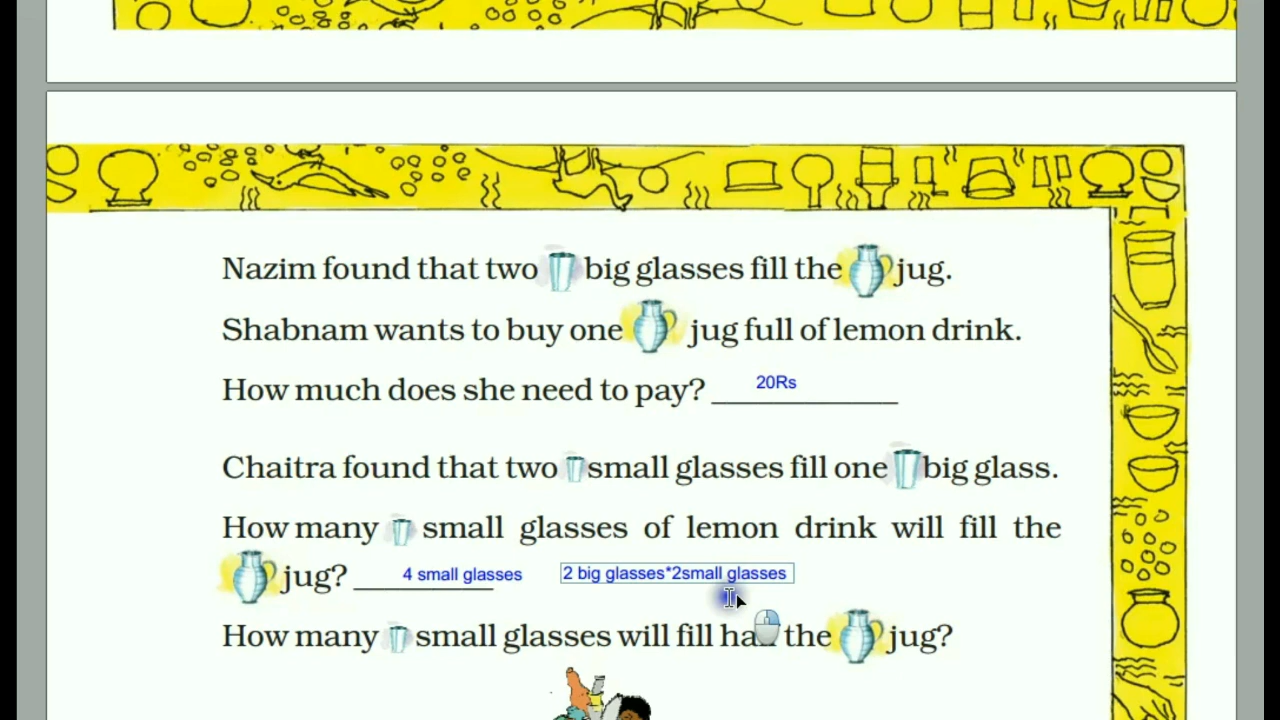 Nazim found that two big glasses fill the jug.
Shabnam wants to buy one jug full of lemon drink.
How much does she need to pay? ____________ 20Rs
Chaitra found that two small glasses fill one big glass.
How many small glasses of lemon drink will fill the
jug? _________ 4 small glasses 2 big glasses*2small glasses
How many small glasses will fill the jug?